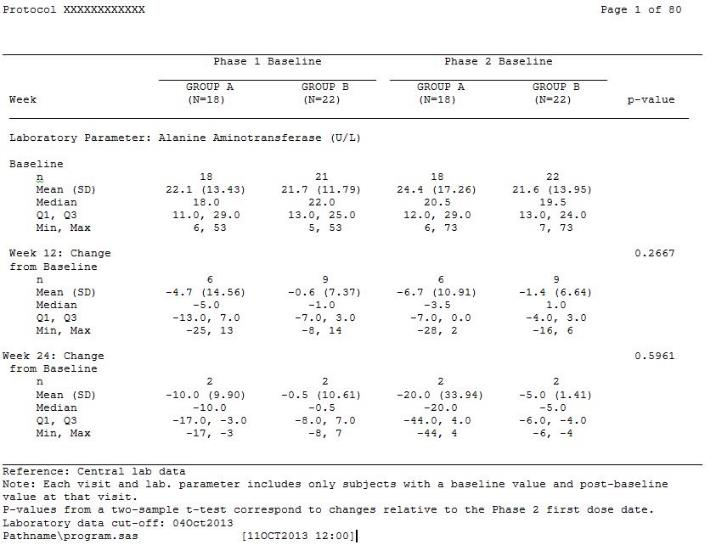 Protocol XXXXXXXXXXXX Page 1 of 80
Phase 1 Baseline Phase 2 Baseline
GROUP A GROUP B GROUP A GROUP B
Week (N=18) (N=22) (N=18) (N=22) p-value
Laboratory Parameter: Alanine Aminotransferase (U/L)
Baseline
n 18 21 18 22
Mean (SD) 22.1 (13.43) 21.7 (11.79) 24.4 (17.26) 21.6 (13.95)
Median 18.0 22.0 20.5 19.5
Q1, Q3 11.0, 29.0 13.0, 25.0 12.0, 29.0 13.0, 24.0
Min, Max 6, 53 5, 53 6, 73 7, 73
Week 12: Change 0.2667
from Baseline
n 6 9 6 9
Mean (SD) -4.7 (14.56) -0.6 (7.37) -6.7 (10.91) -1.4 (6.64)
Median -5.0 -1.0 -3.5 1.0
Q1, Q3 -13.0, 7.0 -7.0, 3.0 -7.0, 0.0 -4.0, 3.0
Min, Max -25, 13 -8, 14 -28, 2 -16, 6
Week 24: Change 0.5961
from Baseline
n 2 2 2 2
Mean (SD) -10.0 (9.90) -0.5 (10.61) -20.0 (33.94) -5.0 (1.41)
Median -10.0 -0.5 -20.0 -5.0
Q1, Q3 -17.0, -3.0 -8.0, 7.0 -44.0, 4.0 -6.0, -4.0
Min, Max -17, -3 -8, 7 -44, 4 -6, -4
Reference: Central lab data
Note: Each visit and lab. parameter includes only subjects with a baseline value and post-baseline
value at that visit.
P-values from a two-sample t-test correspond to changes relative to the Phase 2 first dose date.
Laboratory data cut-off: 04Oct2013
Pathname\program.sas [11OCT2013 12:00]